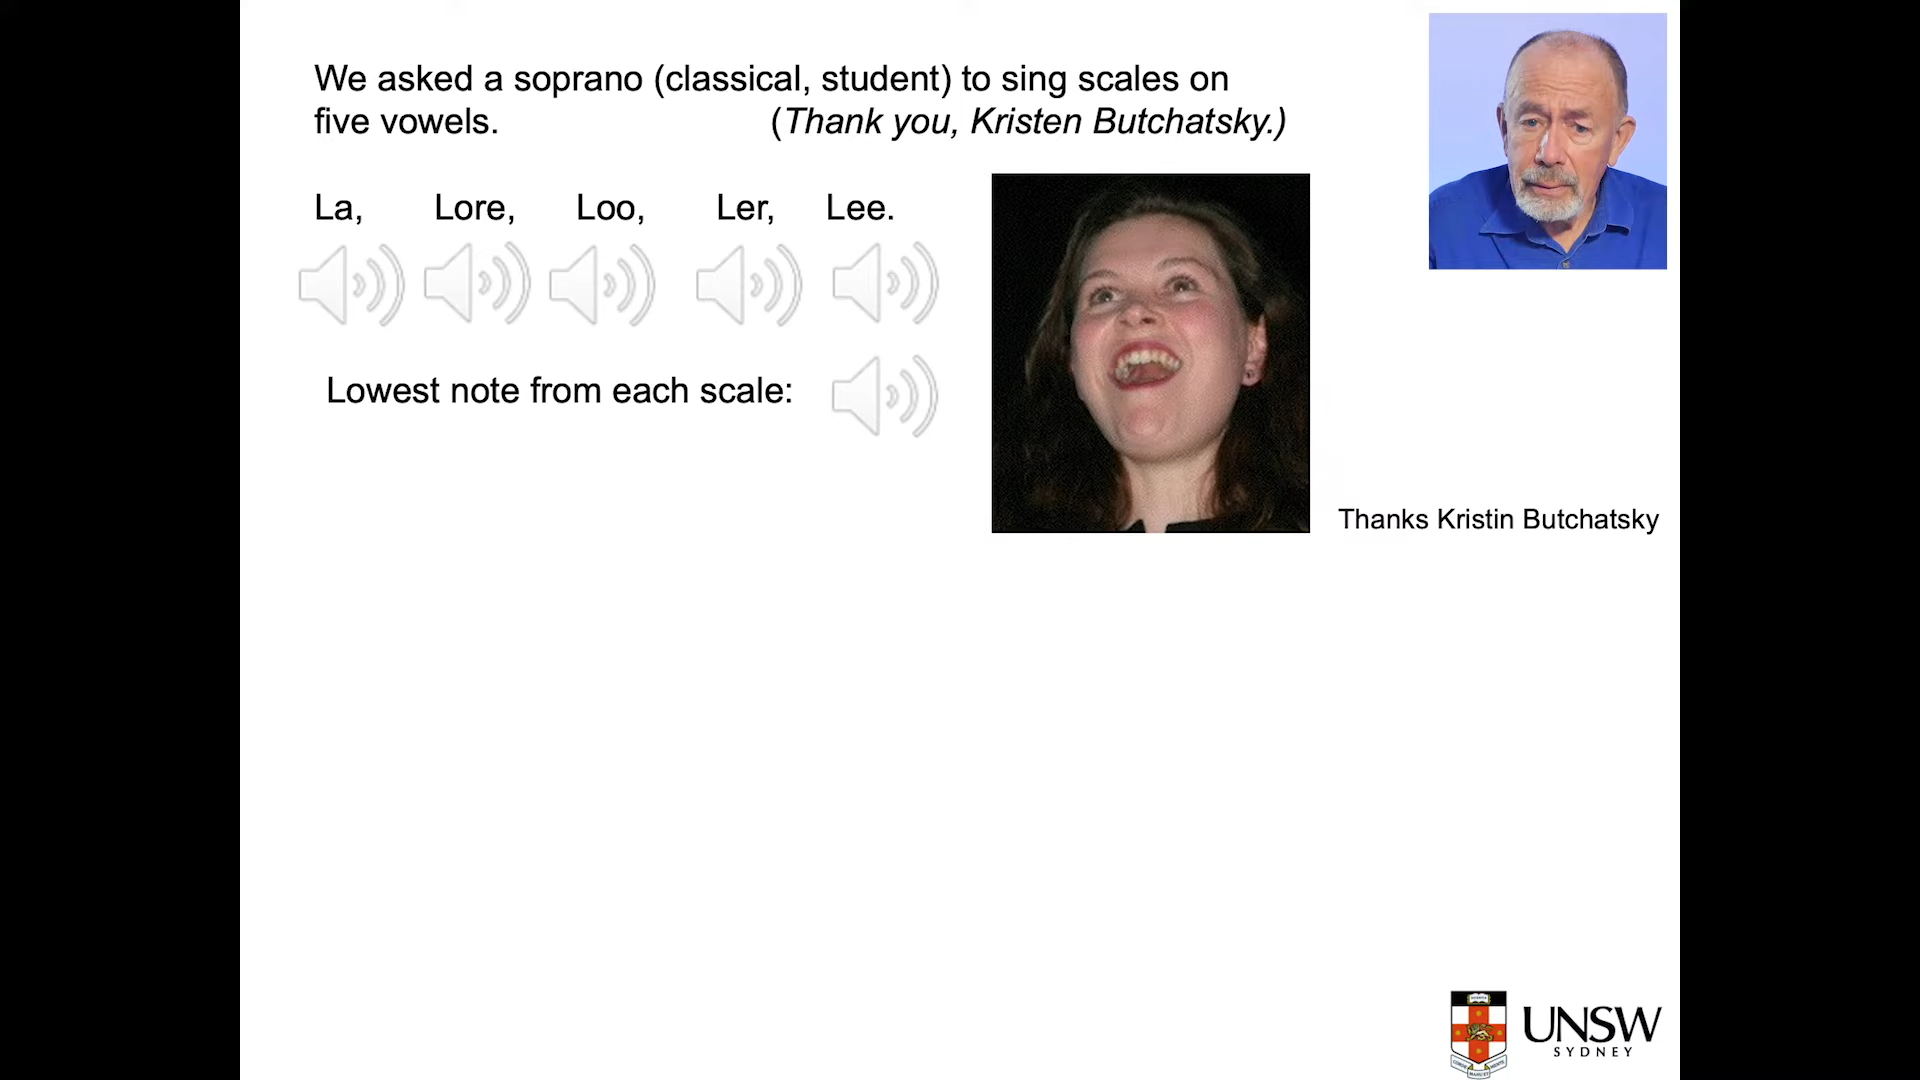 We asked a soprano (classical, student) to sing scales on
five vowels. (Thank you, Kristen Butchatsky.)
La, Lore, Loo, Ler, Lee.
Lowest note from each scale:
Thanks Kristin Butchatsky
UNSW
SYDNEY